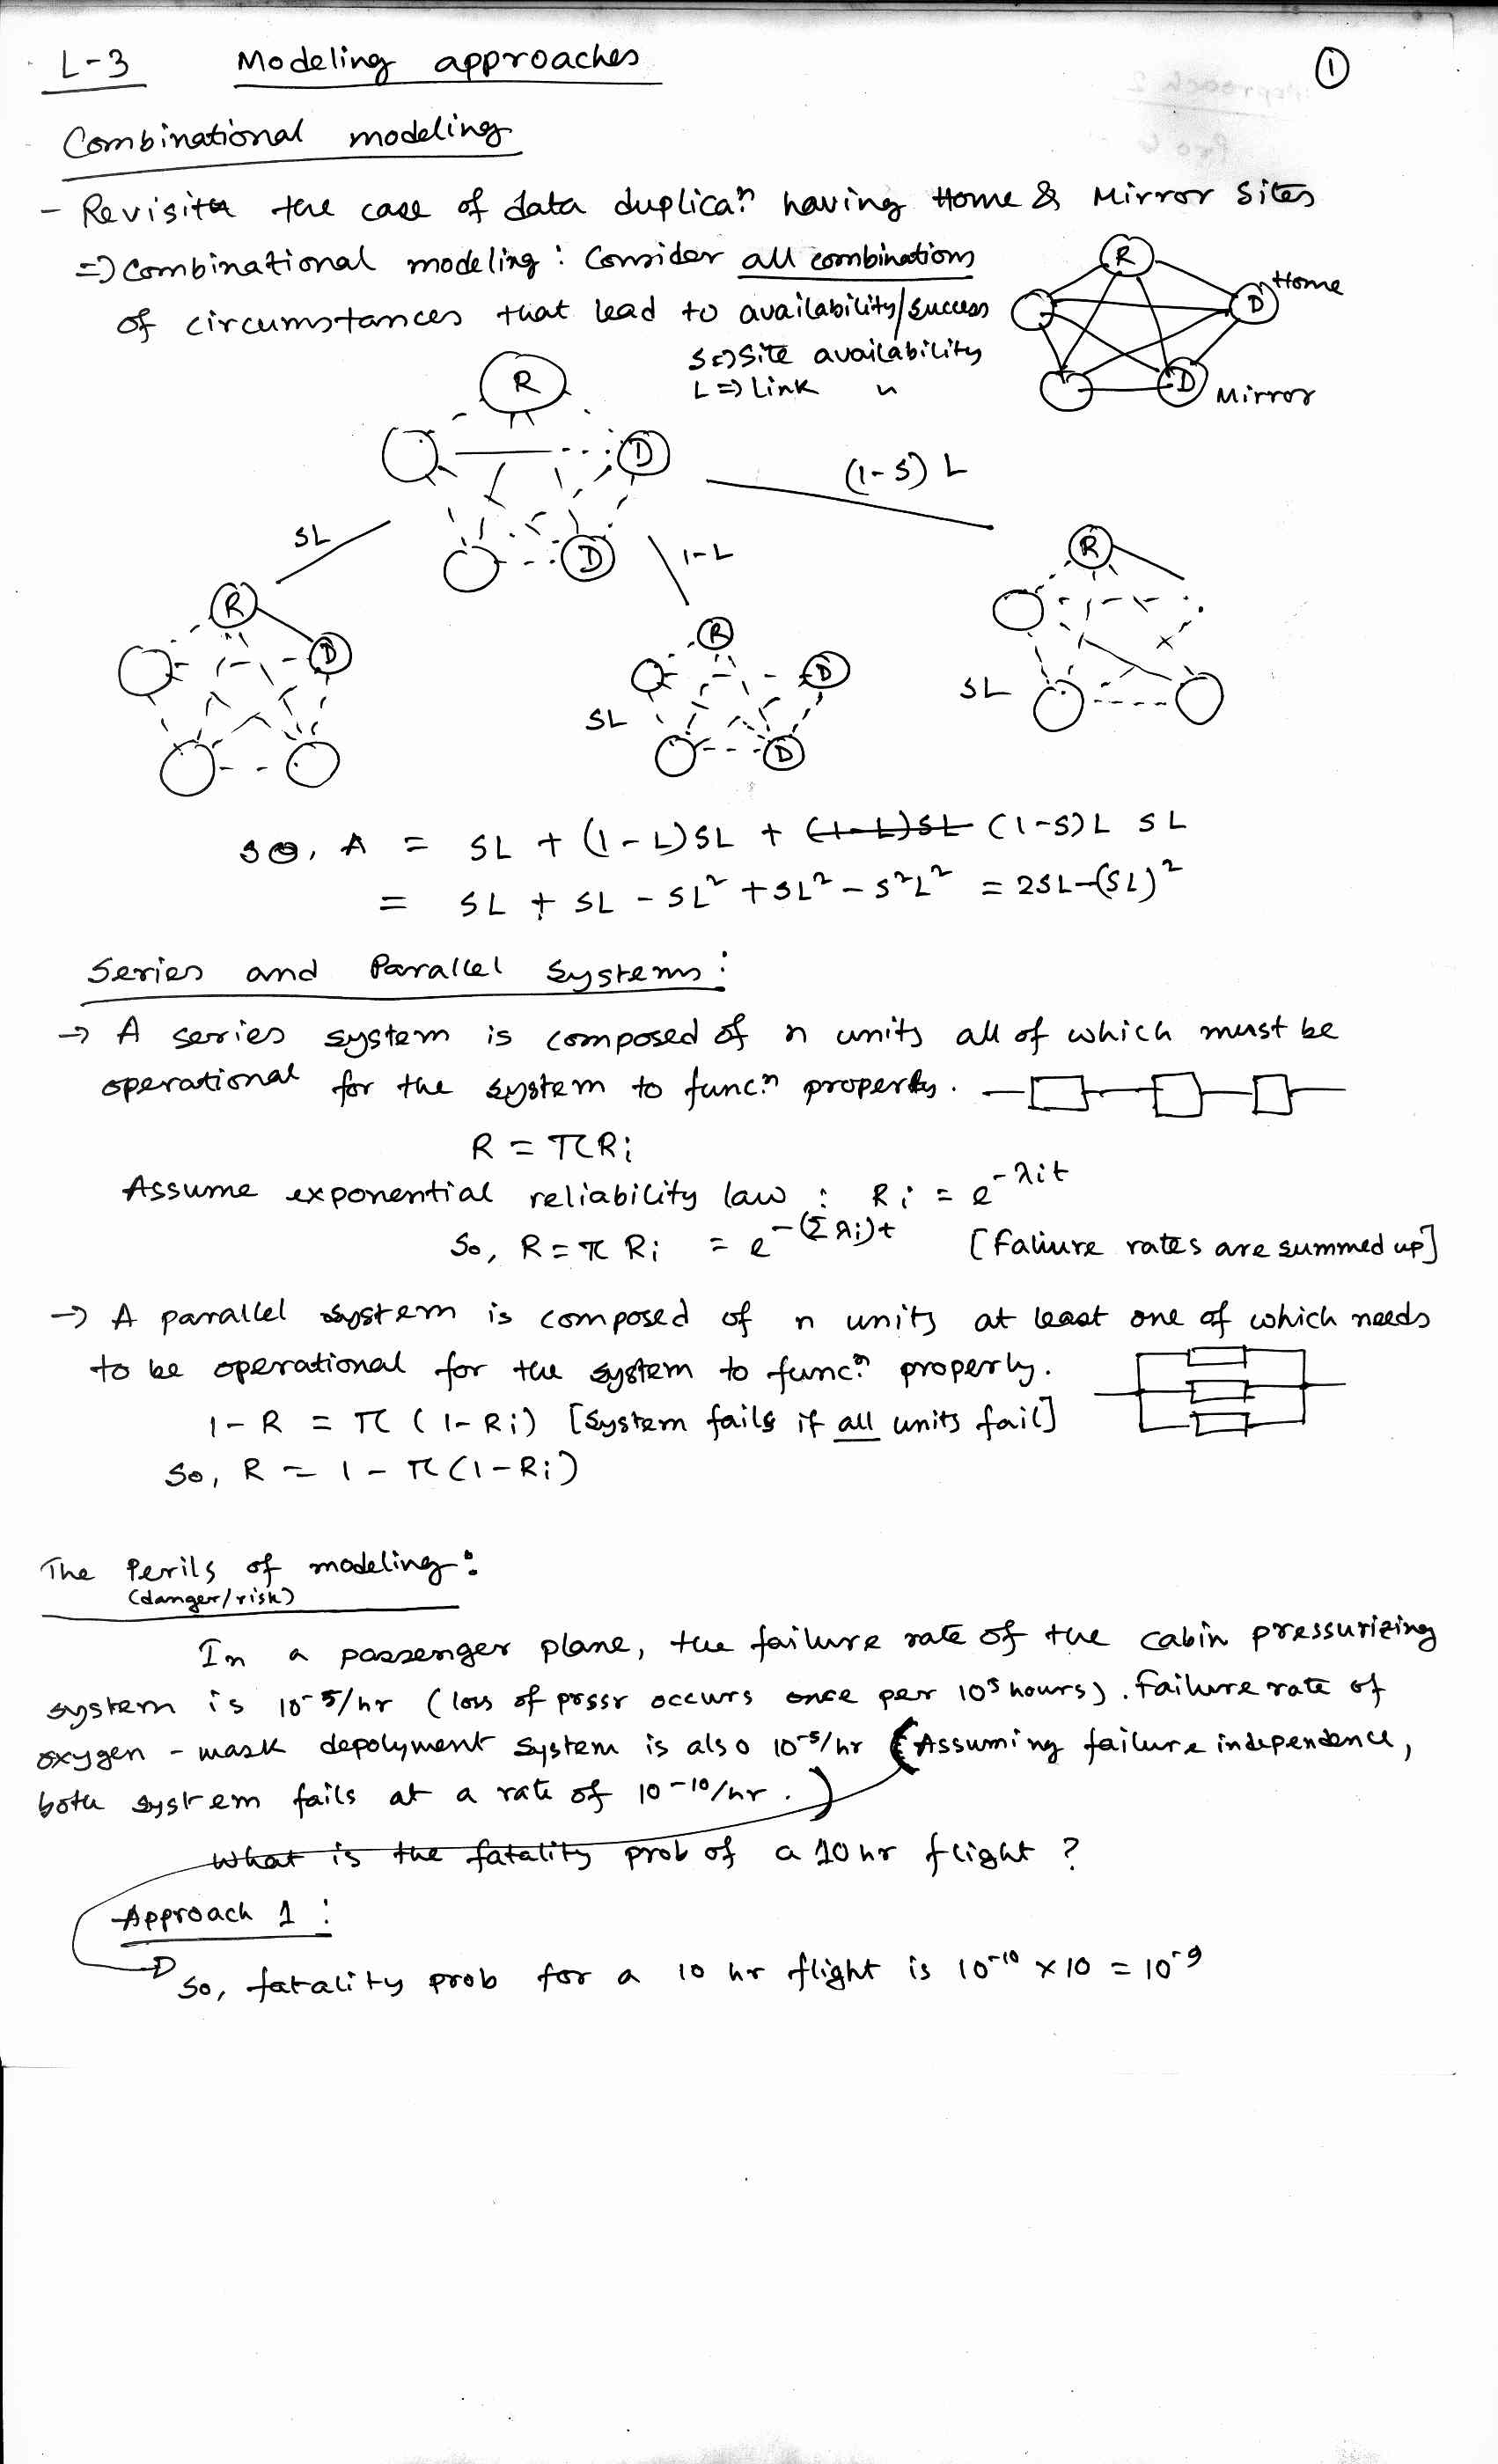 L-3 Modeling approaches ①
Combinational modeling
- Revisit the case of data duplicaⁿ having Home & Mirror Sites
=> Combinational modeling : Consider all combinations
of circumstances that lead to availability/success
S => Site availability
L => Link "
R
D Home
D Mirror
R
D
D
(1-S) L
SL
1-L
R
D
R
D
D
SL
R
SL
SO, A = SL + (1-L)SL + (1-L)SL (1-S)L SL
= SL + SL - SL² + SL² - S²L² = 2SL-(SL)²
Series and Parallel Systems :
→ A series system is composed of n units all of which must be
operational for the system to funcⁿ property.
R = πRi
Assume exponential reliability law : Ri = e^-λit
So, R = π Ri = e^-(Σλi)t [Faliure rates are summed up]
→ A parallel system is composed of n units at least one of which needs
to be operational for the system to funcⁿ properly.
1-R = π (1-Ri) [System fails if all units fail]
So, R = 1 - π(1-Ri)
The Perils of modeling :
(danger/risk)
In a passenger plane, the failure rate of the cabin pressurizing
system is 10^-5/hr (loss of prssr occurs once per 10^5 hours). Failure rate of
oxygen - mask depolyment system is also 10^-5/hr (Assuming failure independence,
both system fails at a rate of 10^-10/hr .)
What is the fatality prob of a 10 hr flight ?
Approach 1 :
So, fatality prob for a 10 hr flight is 10^-10 x 10 = 10^-9